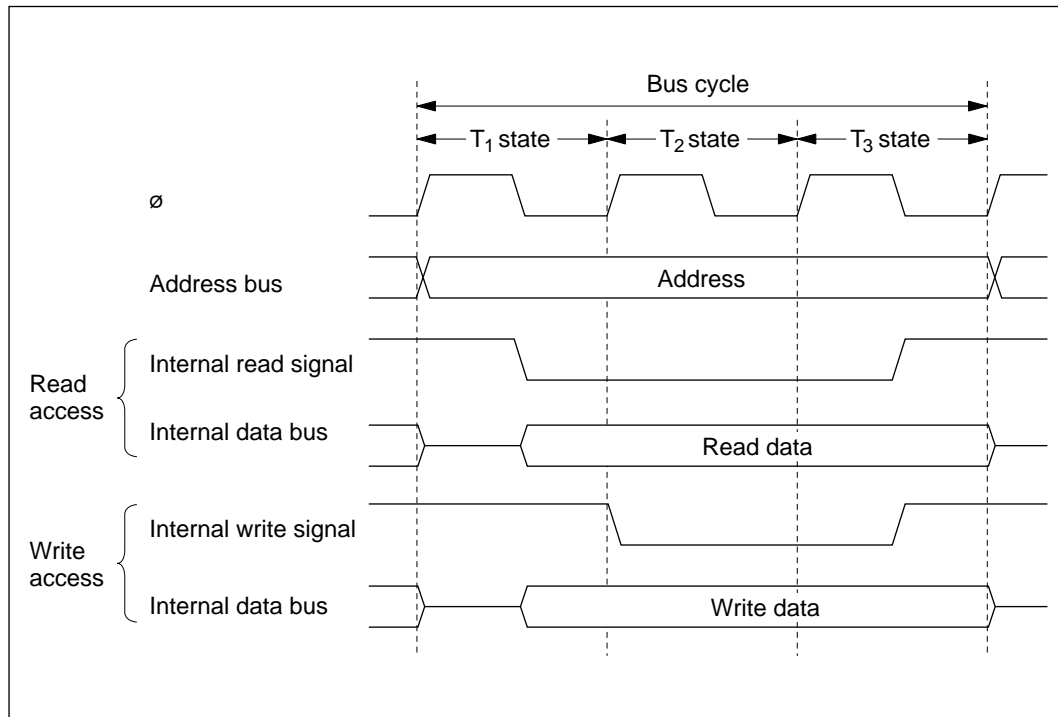 Bus cycle
T1 state
T2 state
T3 state
ø
Address bus
Address
Read
access
Internal read signal
Internal data bus
Read data
Write
access
Internal write signal
Internal data bus
Write data